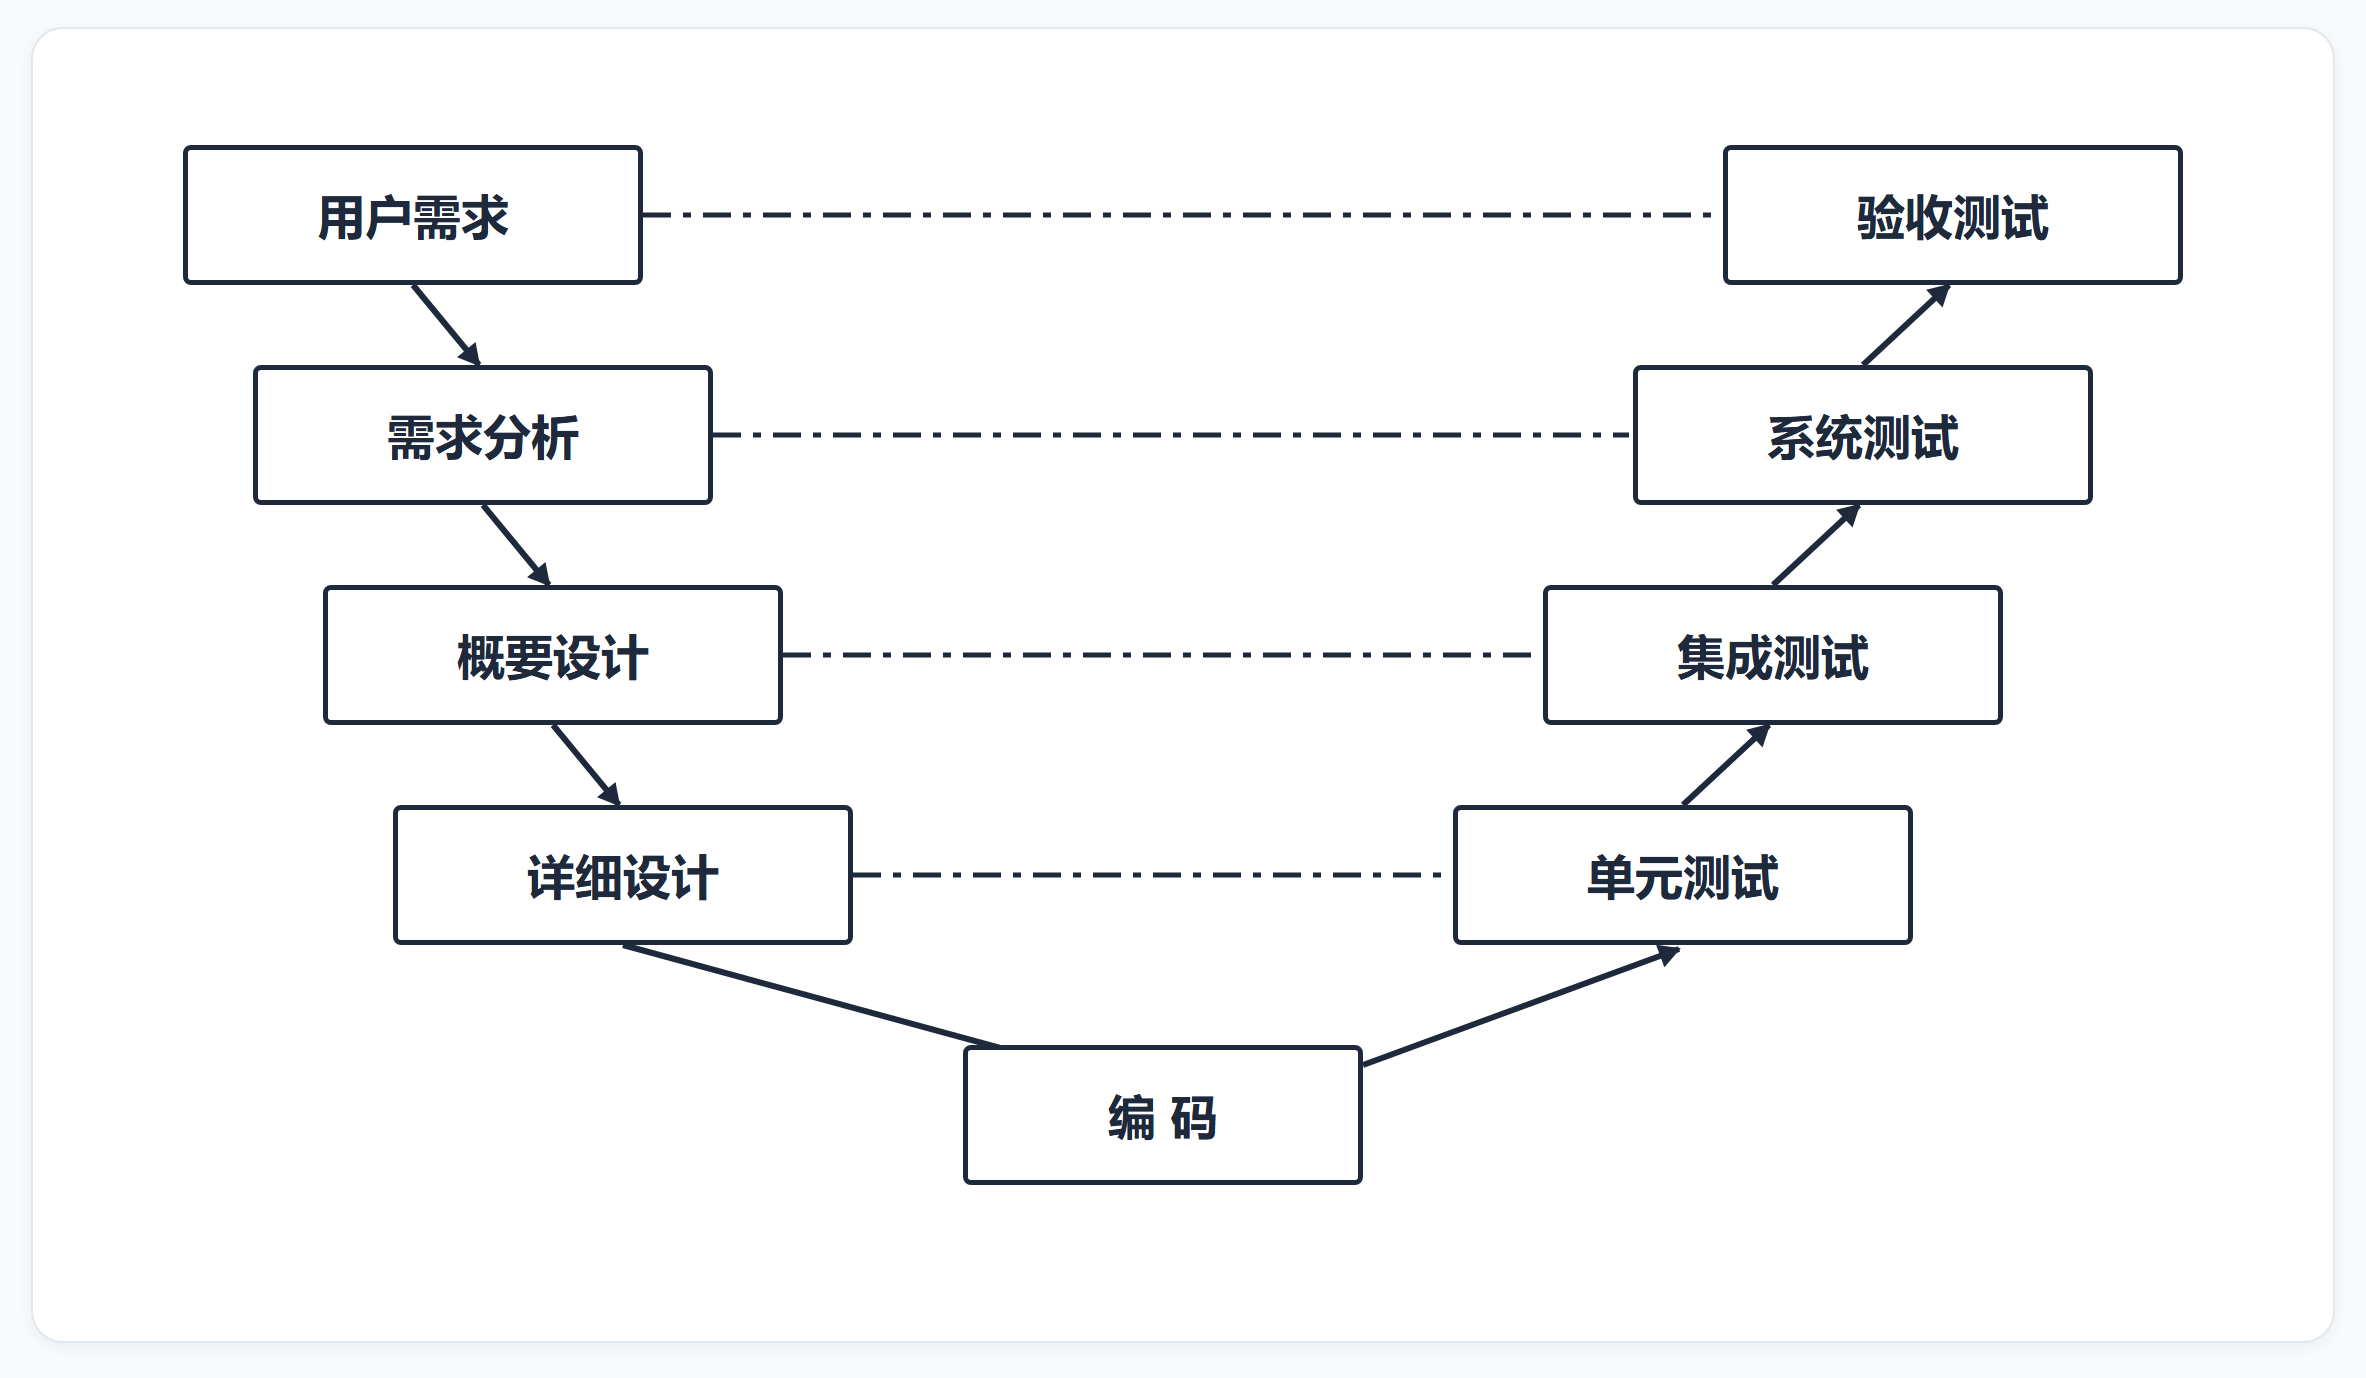 用户需求
验收测试
需求分析
系统测试
概要设计
集成测试
详细设计
单元测试
编 码